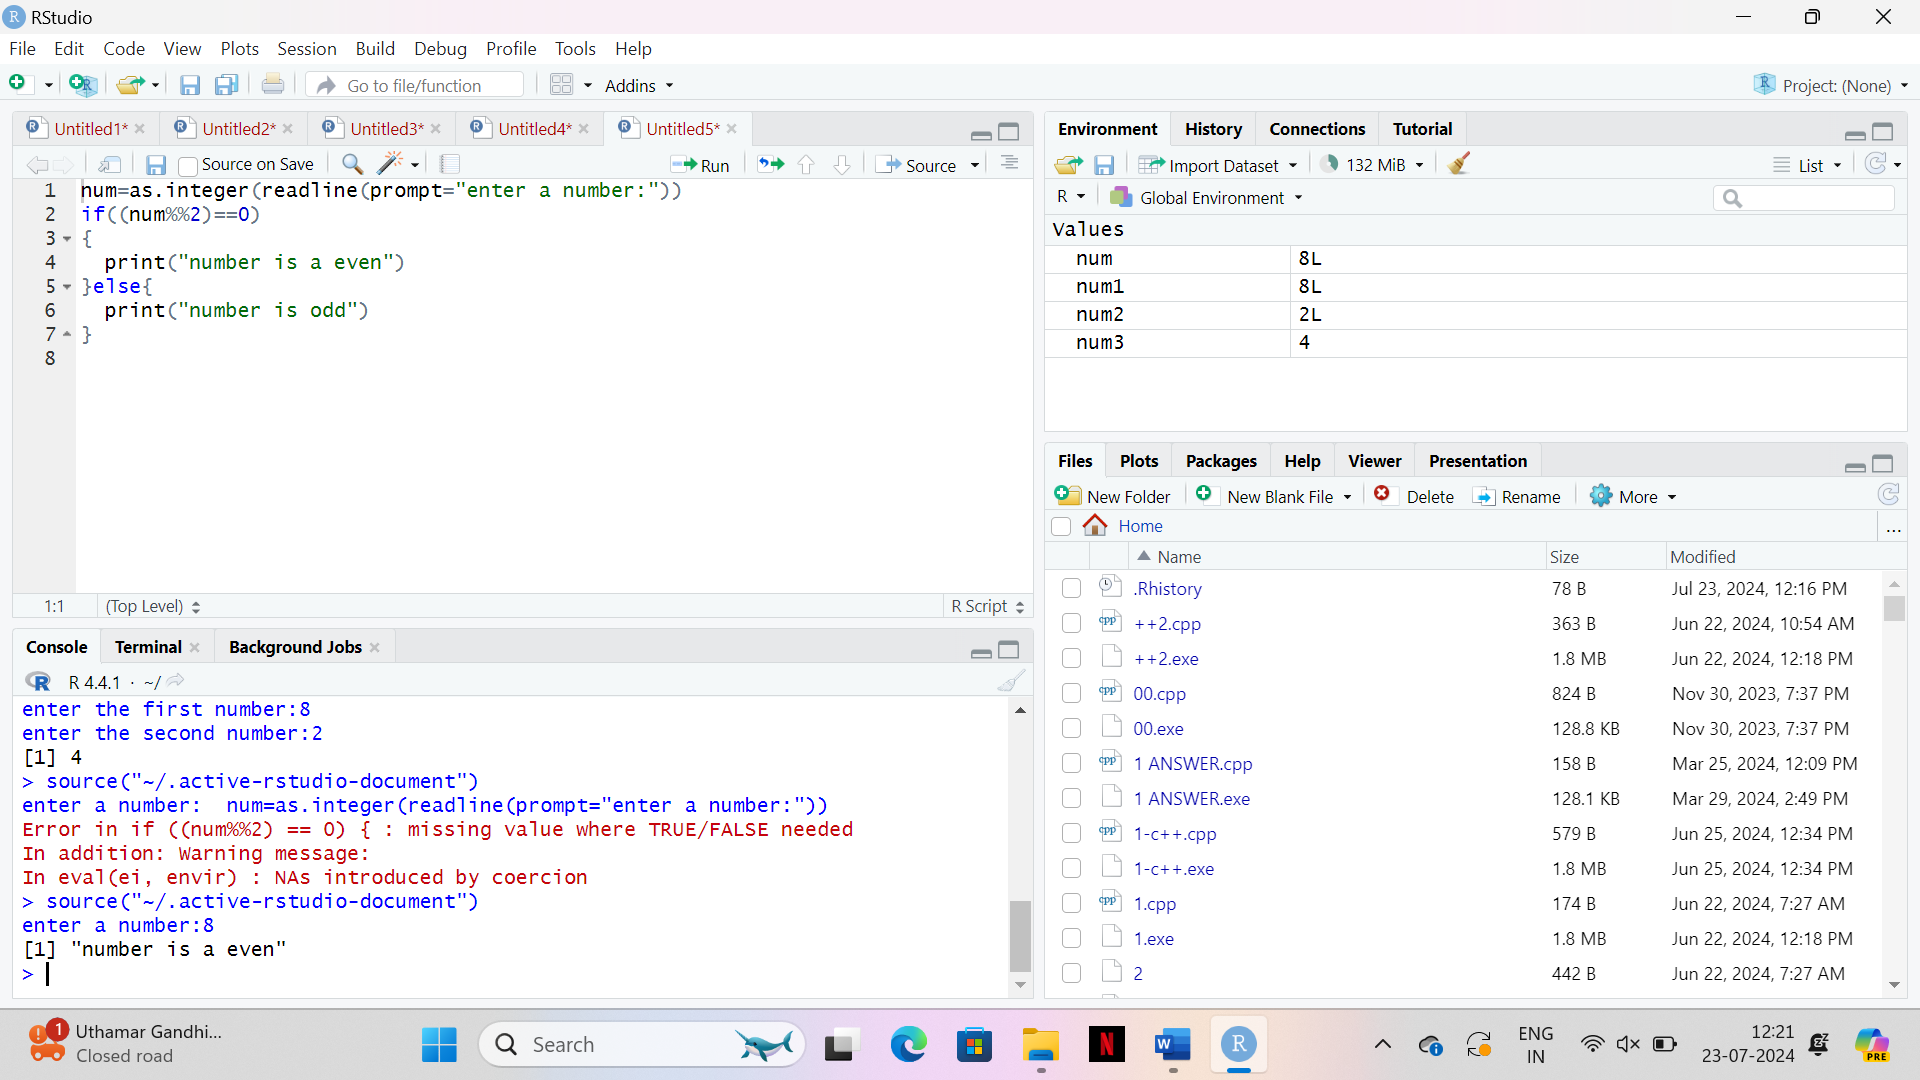 RStudio
File Edit Code View Plots Session Build Debug Profile Tools Help
Go to file/function Addins Project: (None)
Untitled1* Untitled2* Untitled3* Untitled4* Untitled5*
Source on Save Run Source
1 num=as.integer(readline(prompt="enter a number:"))
2 if((num%%2)==0)
3 {
4 print("number is a even")
5 }else{
6 print("number is odd")
7 }
8
1:1 (Top Level) R Script
Console Terminal Background Jobs
R 4.4.1 · ~/
enter the first number:8
enter the second number:2
[1] 4
> source("~/.active-rstudio-document")
enter a number:  num=as.integer(readline(prompt="enter a number:"))
Error in if ((num%%2) == 0) { : missing value where TRUE/FALSE needed
In addition: Warning message:
In eval(ei, envir) : NAs introduced by coercion
> source("~/.active-rstudio-document")
enter a number:8
[1] "number is a even"
>
Environment History Connections Tutorial
Import Dataset 132 MiB List
R Global Environment
Values
num 8L
num1 8L
num2 2L
num3 4
Files Plots Packages Help Viewer Presentation
New Folder New Blank File Delete Rename More
Home ...
Name Size Modified
.Rhistory 78 B Jul 23, 2024, 12:16 PM
++2.cpp 363 B Jun 22, 2024, 10:54 AM
++2.exe 1.8 MB Jun 22, 2024, 12:18 PM
00.cpp 824 B Nov 30, 2023, 7:37 PM
00.exe 128.8 KB Nov 30, 2023, 7:37 PM
1 ANSWER.cpp 158 B Mar 25, 2024, 12:09 PM
1 ANSWER.exe 128.1 KB Mar 29, 2024, 2:49 PM
1-c++.cpp 579 B Jun 25, 2024, 12:34 PM
1-c++.exe 1.8 MB Jun 25, 2024, 12:34 PM
1.cpp 174 B Jun 22, 2024, 7:27 AM
1.exe 1.8 MB Jun 22, 2024, 12:18 PM
2 442 B Jun 22, 2024, 7:27 AM
1 Uthamar Gandhi...
Closed road
Search
ENG
IN
12:21
23-07-2024
PRE